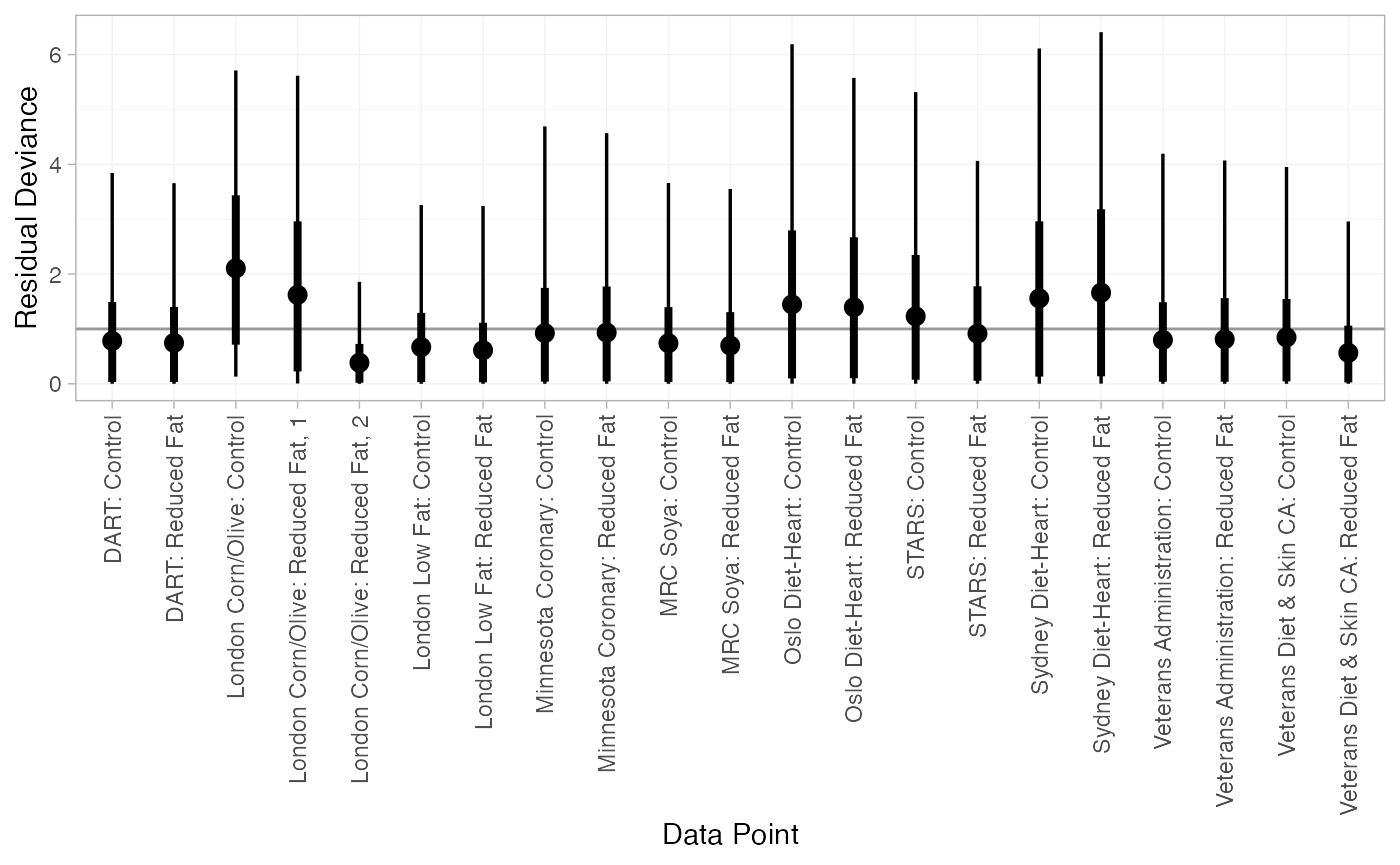 Residual Deviance
6
4
2
0
DART: Control
DART: Reduced Fat
London Corn/Olive: Control
London Corn/Olive: Reduced Fat, 1
London Corn/Olive: Reduced Fat, 2
London Low Fat: Control
London Low Fat: Reduced Fat
Minnesota Coronary: Control
Minnesota Coronary: Reduced Fat
MRC Soya: Control
MRC Soya: Reduced Fat
Oslo Diet-Heart: Control
Oslo Diet-Heart: Reduced Fat
STARS: Control
STARS: Reduced Fat
Sydney Diet-Heart: Control
Sydney Diet-Heart: Reduced Fat
Veterans Administration: Control
Veterans Administration: Reduced Fat
Veterans Diet & Skin CA: Control
Veterans Diet & Skin CA: Reduced Fat
Data Point